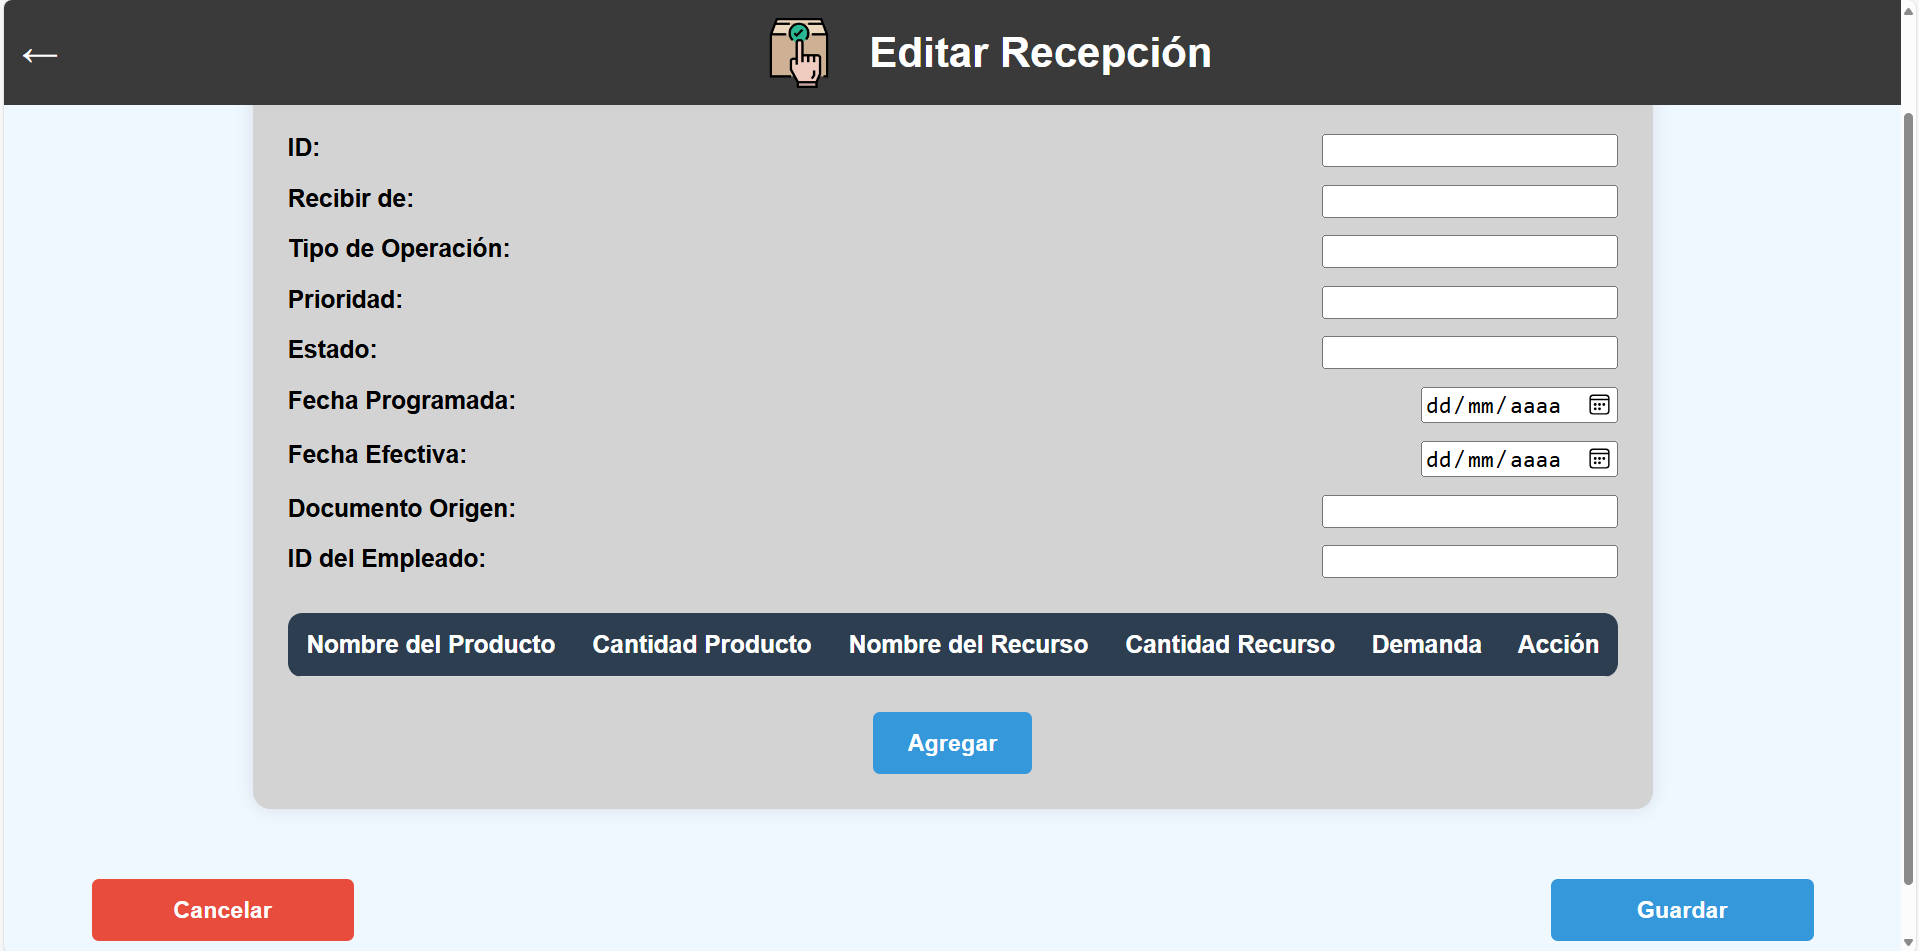 ← Editar Recepción
ID:
Recibir de:
Tipo de Operación:
Prioridad:
Estado:
Fecha Programada: dd/mm/aaaa
Fecha Efectiva: dd/mm/aaaa
Documento Origen:
ID del Empleado:
Nombre del Producto Cantidad Producto Nombre del Recurso Cantidad Recurso Demanda Acción
Agregar
Cancelar Guardar